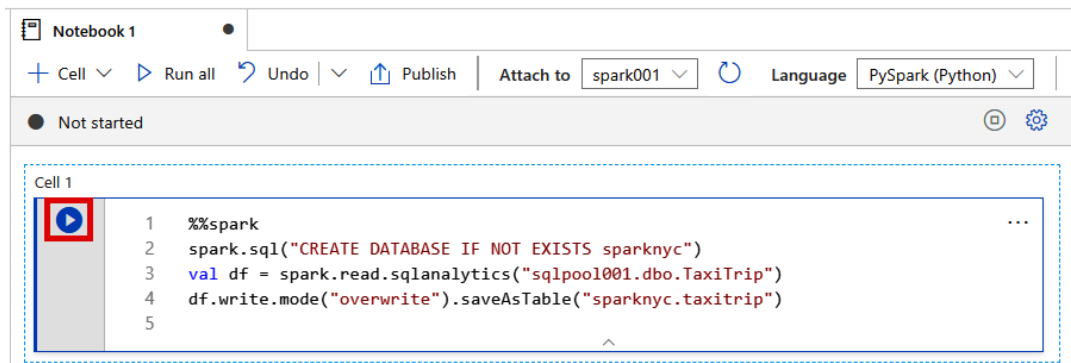 Notebook 1
Cell Run all Undo Publish Attach to spark001 Language PySpark (Python)
Not started
Cell 1
1 %%spark
2 spark.sql("CREATE DATABASE IF NOT EXISTS sparknyc")
3 val df = spark.read.sqlanalytics("sqlpool001.dbo.TaxiTrip")
4 df.write.mode("overwrite").saveAsTable("sparknyc.taxitrip")
5